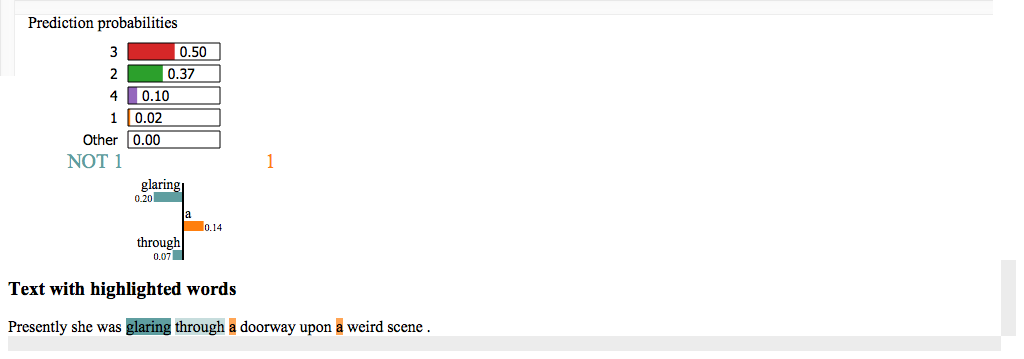 Prediction probabilities
3 0.50
2 0.37
4 0.10
1 0.02
Other 0.00
NOT 1 1
glaring
0.20
a
0.14
through
0.07
Text with highlighted words
Presently she was glaring through a doorway upon a weird scene .